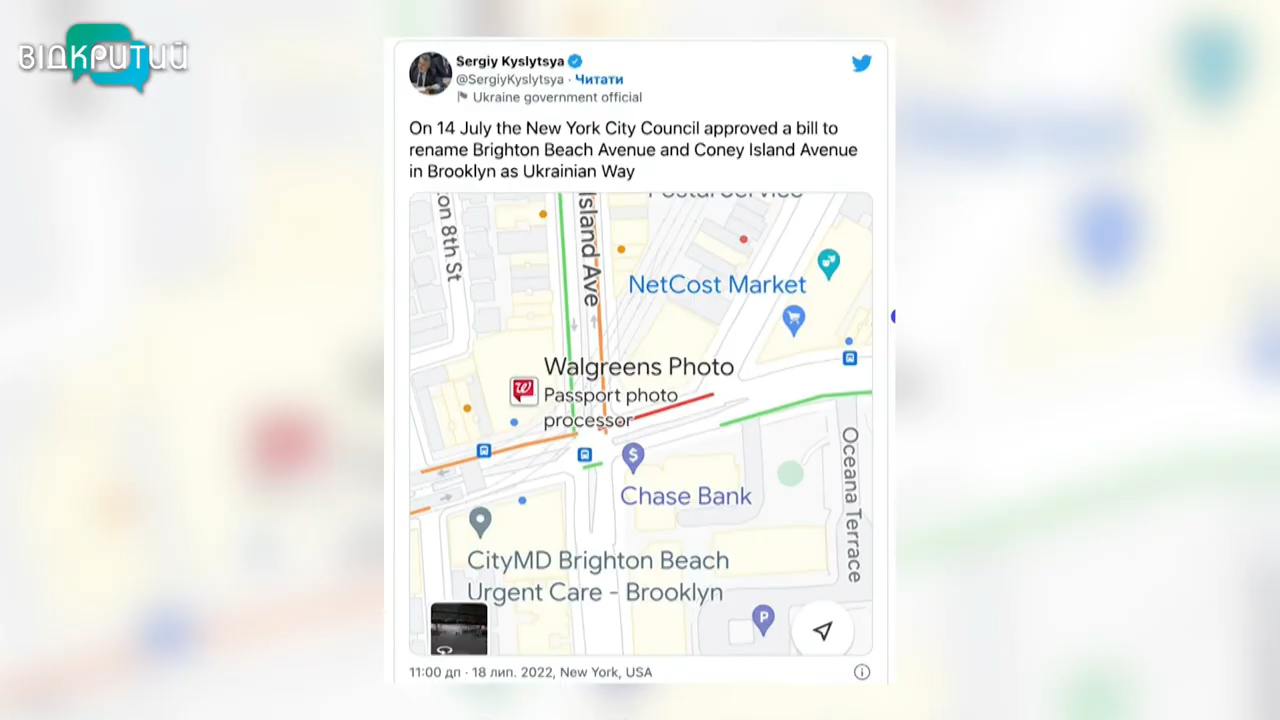 ВІДКРИТИЙ
Sergiy Kyslytsya
@SergiyKyslytsya · Читати
Ukraine government official
On 14 July the New York City Council approved a bill to
rename Brighton Beach Avenue and Coney Island Avenue
in Brooklyn as Ukrainian Way
Postal Service
on 8th St
Island Ave
NetCost Market
Walgreens Photo
Passport photo
processor
Chase Bank
Oceana Terrace
CityMD Brighton Beach
Urgent Care - Brooklyn
P
11:00 дп · 18 лип. 2022, New York, USA